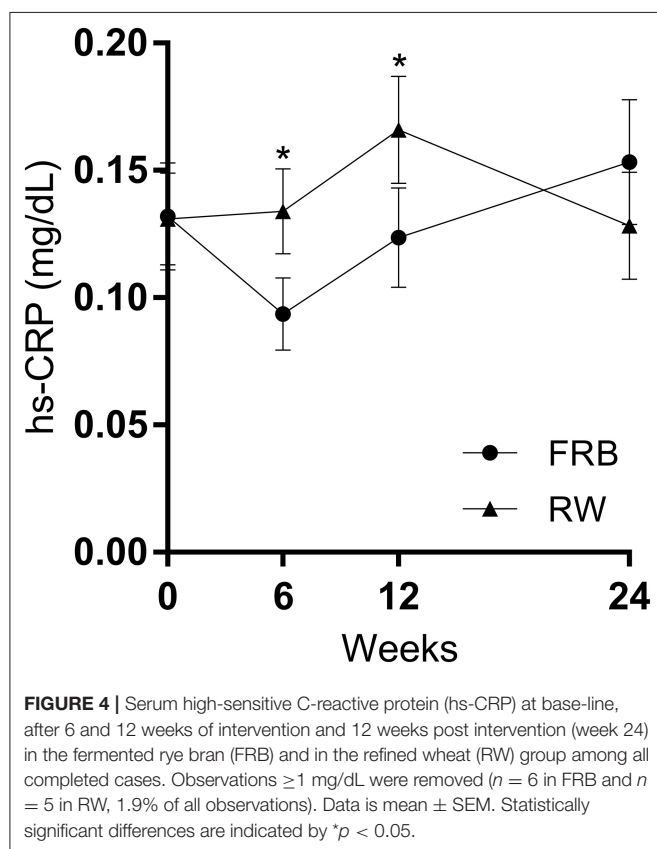 0.20
0.15
0.10
0.05
0.00
hs-CRP (mg/dL)
*
*
FRB
RW
0 6 12 24
Weeks
FIGURE 4 | Serum high-sensitive C-reactive protein (hs-CRP) at base-line,
after 6 and 12 weeks of intervention and 12 weeks post intervention (week 24)
in the fermented rye bran (FRB) and in the refined wheat (RW) group among all
completed cases. Observations ≥1 mg/dL were removed (n = 6 in FRB and n
= 5 in RW, 1.9% of all observations). Data is mean ± SEM. Statistically
significant differences are indicated by *p < 0.05.